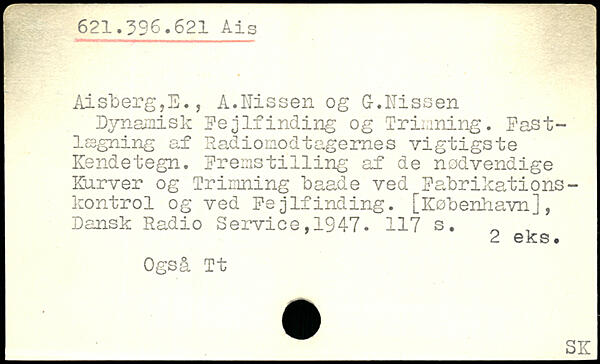 621.396.621 Ais
Aisberg,E., A.Nissen og G.Nissen
Dynamisk Fejlfinding og Trimning. Fast-
lægning af Radiomodtagernes vigtigste
Kendetegn. Fremstilling af de nødvendige
Kurver og Trimning baade ved Fabrikations-
kontrol og ved Fejlfinding. [København],
Dansk Radio Service,1947. 117 s.
2 eks.
Også Tt
SK